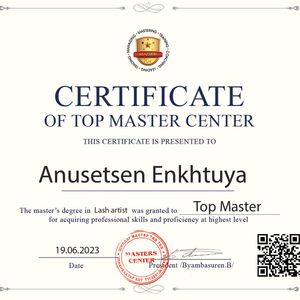 CERTIFICATE
OF TOP MASTER CENTER
THIS CERTIFICATE IS PRESENTED TO
Anusetsen Enkhtuya
The master's degree in Lash artist was granted to Top Master
for acquiring professional skills and proficiency at highest level
19.06.2023
MASTERS
CENTER
Date
President /Byambasuren.B/